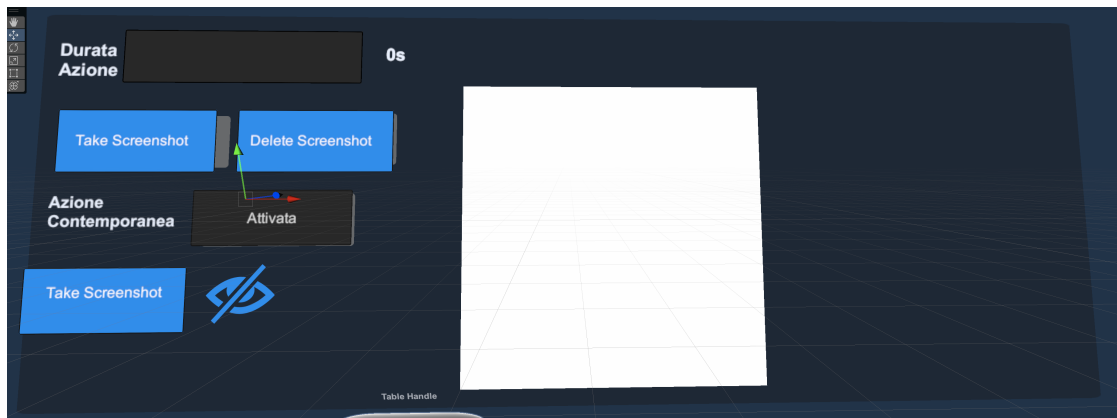 Durata
Azione
0s
Take Screenshot
Delete Screenshot
Azione
Contemporanea
Attivata
Take Screenshot
Table Handle